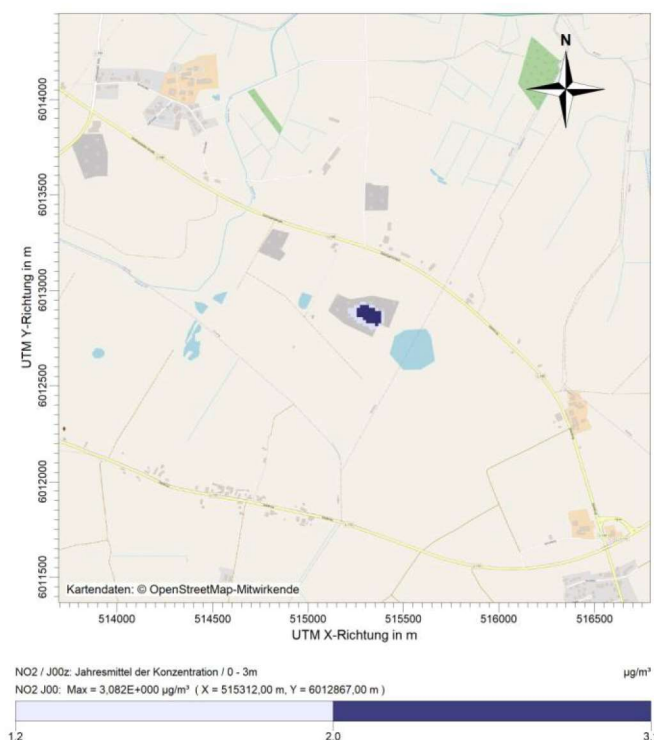 N
6014000
6013500
6013000
6012500
6012000
6011500
UTM Y-Richtung in m
Kartendaten: © OpenStreetMap-Mitwirkende
514000 514500 515000 515500 516000 516500
UTM X-Richtung in m
NO2 / J00z: Jahresmittel der Konzentration / 0 - 3m µg/m³
NO2 J00: Max = 3,082E+000 µg/m³ ( X = 515312,00 m, Y = 6012867,00 m )
1.2 2.0